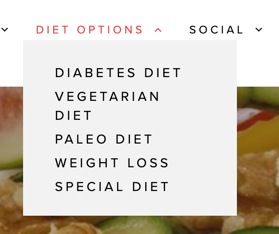 DIET OPTIONS SOCIAL
DIABETES DIET
VEGETARIAN
DIET
PALEO DIET
WEIGHT LOSS
SPECIAL DIET